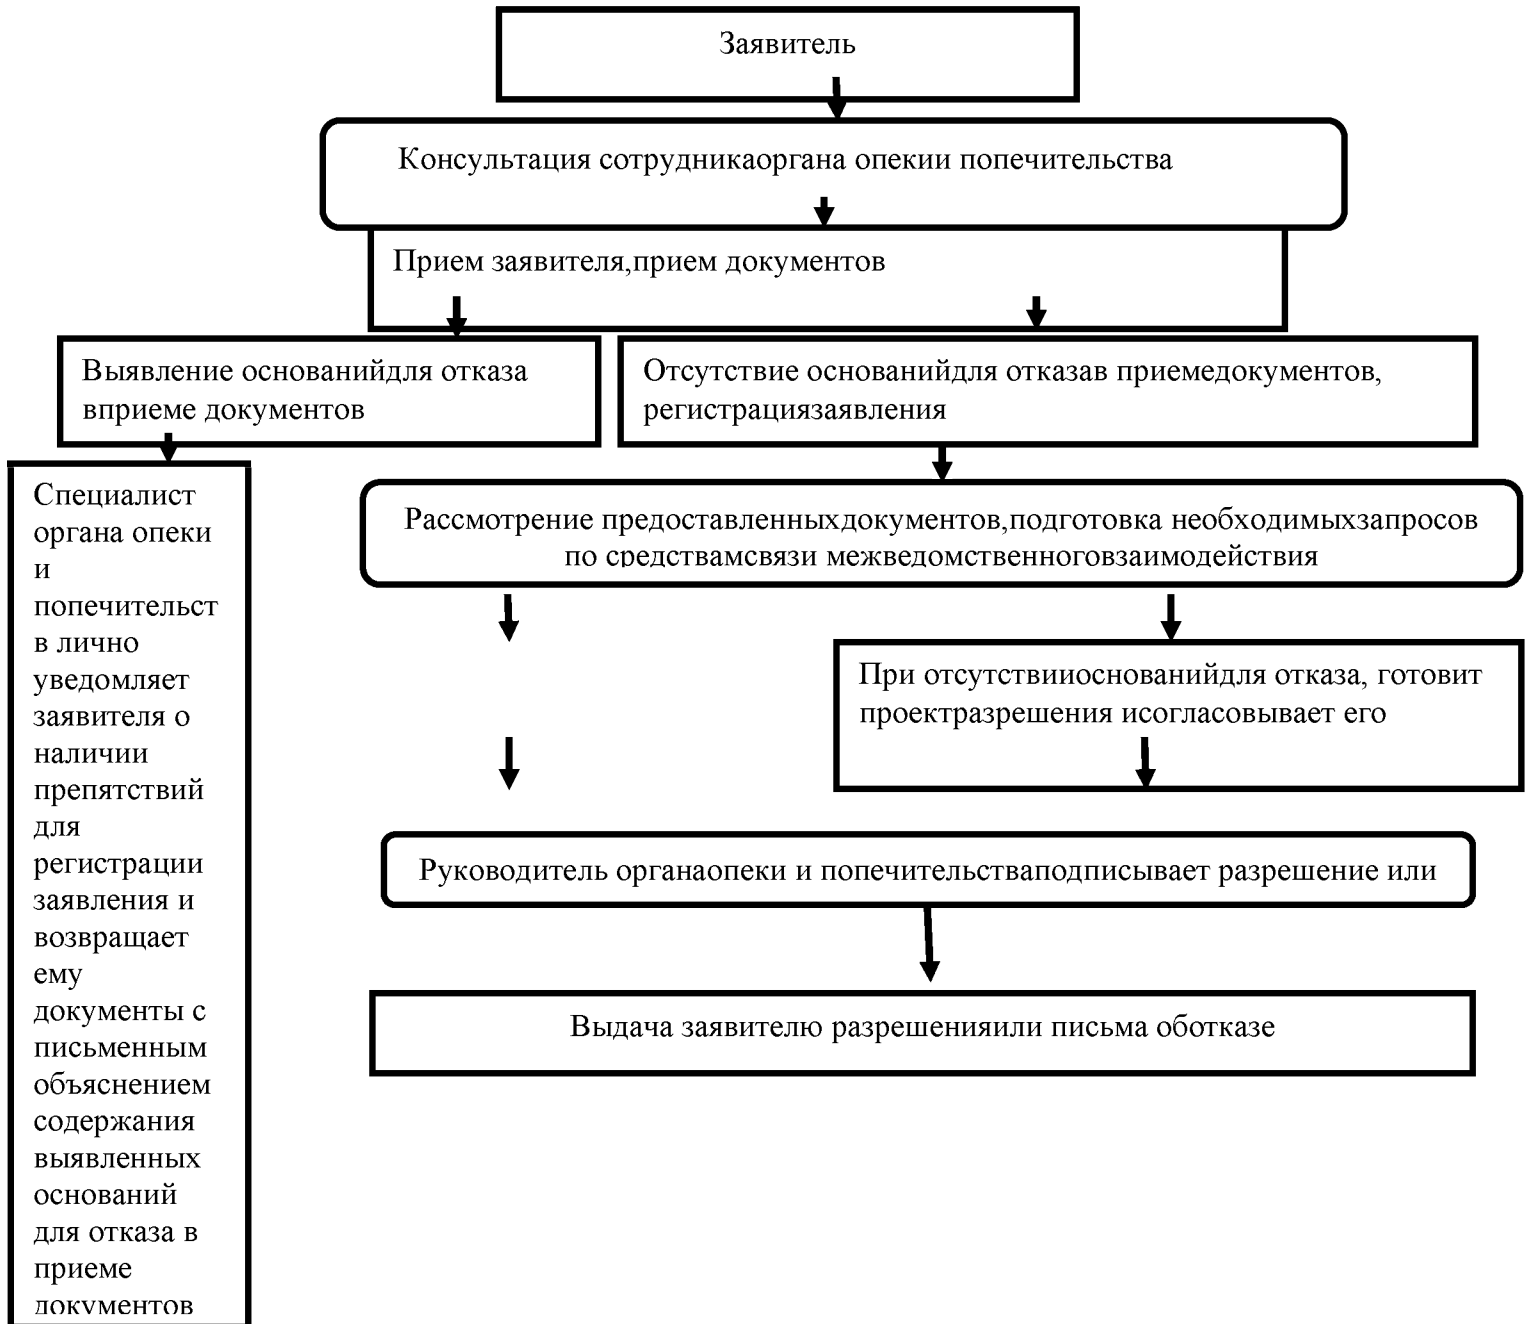 Заявитель
Консультация сотрудникаоргана опекии попечительства
Прием заявителя,прием документов
Выявление основанийдля отказа
вприеме документов
Отсутствие основанийдля отказав приемедокументов,
регистрациязаявления
Специалист
органа опеки
и
попечительст
в лично
уведомляет
заявителя о
наличии
препятствий
для
регистрации
заявления и
возвращает
ему
документы с
письменным
объяснением
содержания
выявленных
оснований
для отказа в
приеме
документов
Рассмотрение предоставленныхдокументов,подготовка необходимыхзапросов
по средствамсвязи межведомственноговзаимодействия
При отсутствииоснованийдля отказа, готовит
проектразрешения исогласовывает его
Руководитель органаопеки и попечительстваподписывает разрешение или
Выдача заявителю разрешенияили письма оботказе